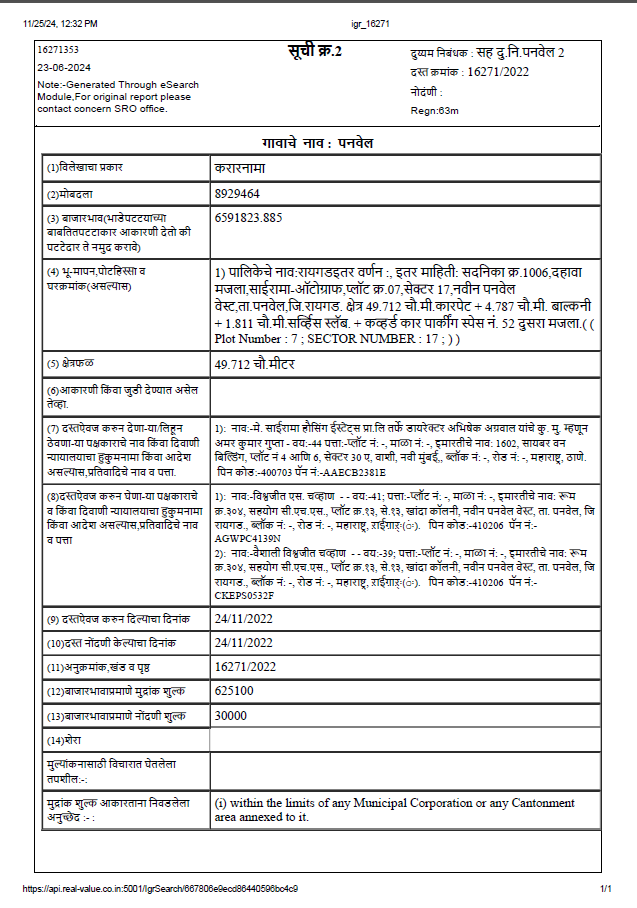 11/25/24, 12:32 PM igr_16271
16271353
23-06-2024
Note:-Generated Through eSearch
Module,For original report please
contact concern SRO office.
सूची क्र.2
दुय्यम निबंधक : सह दु.नि.पनवेल 2
दस्त क्रमांक : 16271/2022
नोदंणी :
Regn:63m
गावाचे नाव : पनवेल
(1)विलेखाचा प्रकार
करारनामा
(2)मोबदला
8929464
(3) बाजारभाव(भाडेपटटयाच्या
बाबतितपटटाकार आकारणी देतो की
पटटेदार ते नमुद करावे)
6591823.885
(4) भू-मापन,पोटहिस्सा व
घरक्रमांक(असल्यास)
1) पालिकेचे नाव:रायगडइतर वर्णन :, इतर माहिती: सदनिका क्र.1006,दहावा
मजला,साईरामा-ऑटोग्राफ,प्लॉट क्र.07,सेक्टर 17,नवीन पनवेल
वेस्ट,ता.पनवेल,जि.रायगड. क्षेत्र 49.712 चौ.मी.कारपेट + 4.787 चौ.मी. बाल्कनी
+ 1.811 चौ.मी.सर्व्हिस स्लॅब. + कव्हर्ड कार पार्कींग स्पेस नं. 52 दुसरा मजला.( (
Plot Number : 7 ; SECTOR NUMBER : 17 ; ) )
(5) क्षेत्रफळ
49.712 चौ.मीटर
(6)आकारणी किंवा जुडी देण्यात असेल
तेव्हा.
(7) दस्तऐवज करुन देणा-या/लिहून
ठेवणा-या पक्षकाराचे नाव किंवा दिवाणी
न्यायालयाचा हुकुमनामा किंवा आदेश
असल्यास,प्रतिवादिचे नाव व पत्ता.
1): नाव:-मे. साईरामा हौसिंग ईस्टेट्स प्रा.लि तर्फे डायरेक्टर अभिषेक अग्रवाल यांचे कु. मु. म्हणून
अमर कुमार गुप्ता - वय:-44 पत्ता:-प्लॉट नं: -, माळा नं: -, इमारतीचे नाव: 1602, सायबर वन
बिल्डिंग, प्लॉट नं 4 आणि 6, सेक्टर 30 ए, वाशी, नवी मुंबई,, ब्लॉक नं: -, रोड नं: -, महाराष्ट्र, ठाणे.
पिन कोड:-400703 पॅन नं:-AAECB2381E
(8)दस्तऐवज करुन घेणा-या पक्षकाराचे
व किंवा दिवाणी न्यायालयाचा हुकुमनामा
किंवा आदेश असल्यास,प्रतिवादिचे नाव
व पत्ता
1): नाव:-विश्वजीत एस. चव्हाण - - वय:-41; पत्ता:-प्लॉट नं: -, माळा नं: -, इमारतीचे नाव: रूम
क्र.३०४, सहयोग सी.एच.एस., प्लॉट क्र.१३, से.१३, खांदा कॉलनी, नवीन पनवेल वेस्ट, ता. पनवेल, जि
रायगड., ब्लॉक नं: -, रोड नं: -, महाराष्ट्र, पिन कोड:-410206 पॅन नं:-
AGWPC4139N
2): नाव:-वैशाली विश्वजीत चव्हाण - - वय:-39; पत्ता:-प्लॉट नं: -, माळा नं: -, इमारतीचे नाव: रूम
क्र.३०४, सहयोग सी.एच.एस., प्लॉट क्र.१३, से.१३, खांदा कॉलनी, नवीन पनवेल वेस्ट, ता. पनवेल, जि
रायगड., ब्लॉक नं: -, रोड नं: -, महाराष्ट्र, पिन कोड:-410206 पॅन नं:-
CKEPS0532F
(9) दस्तऐवज करुन दिल्याचा दिनांक
24/11/2022
(10)दस्त नोंदणी केल्याचा दिनांक
24/11/2022
(11)अनुक्रमांक,खंड व पृष्ठ
16271/2022
(12)बाजारभावाप्रमाणे मुद्रांक शुल्क
625100
(13)बाजारभावाप्रमाणे नोंदणी शुल्क
30000
(14)शेरा
मुल्यांकनासाठी विचारात घेतलेला
तपशील:-:
मुद्रांक शुल्क आकारताना निवडलेला
अनुच्छेद :- :
(i) within the limits of any Municipal Corporation or any Cantonment
area annexed to it.
https://api.real-value.co.in:5001/IgrSearch/667806e9ecd86440596bc4c9 1/1